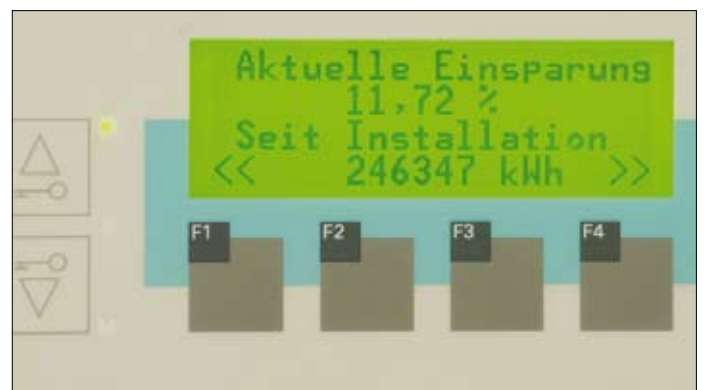 Aktuelle Einsparung
11,72 %
Seit Installation
<< 246347 kWh >>
F1 F2 F3 F4